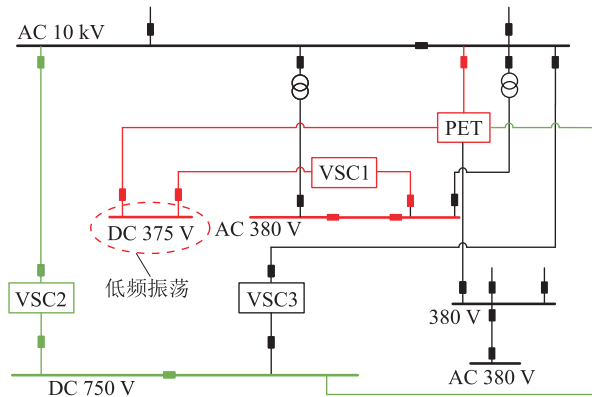 AC 10 kV
PET
VSC1
DC 375 V
AC 380 V
低频振荡
VSC2
VSC3
380 V
AC 380 V
DC 750 V